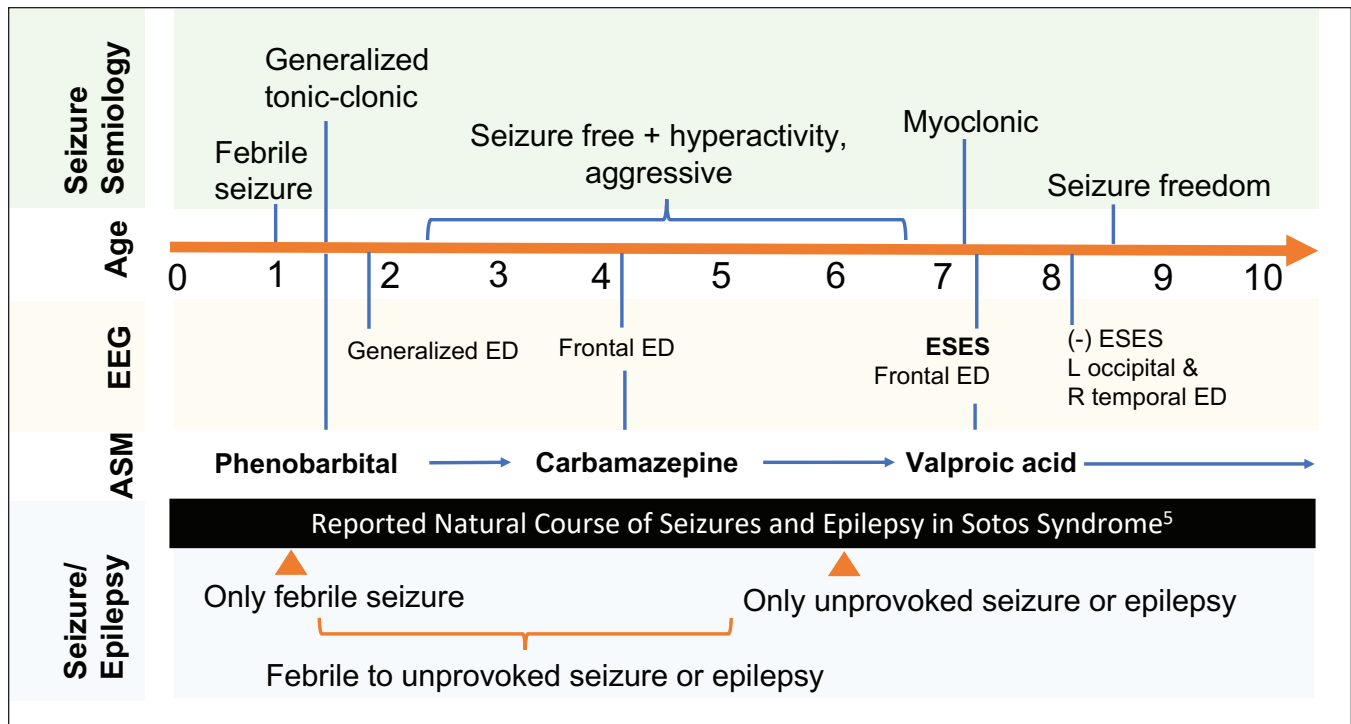 Seizure
Semiology
Generalized
tonic-clonic
Febrile
seizure
Seizure free + hyperactivity,
aggressive
Myoclonic
Seizure freedom
Age
0 1 2 3 4 5 6 7 8 9 10
EEG
Generalized ED
Frontal ED
ESES
Frontal ED
(-) ESES
L occipital &
R temporal ED
ASM
Phenobarbital
Carbamazepine
Valproic acid
Reported Natural Course of Seizures and Epilepsy in Sotos Syndrome⁵
Seizure/
Epilepsy
Only febrile seizure
Only unprovoked seizure or epilepsy
Febrile to unprovoked seizure or epilepsy